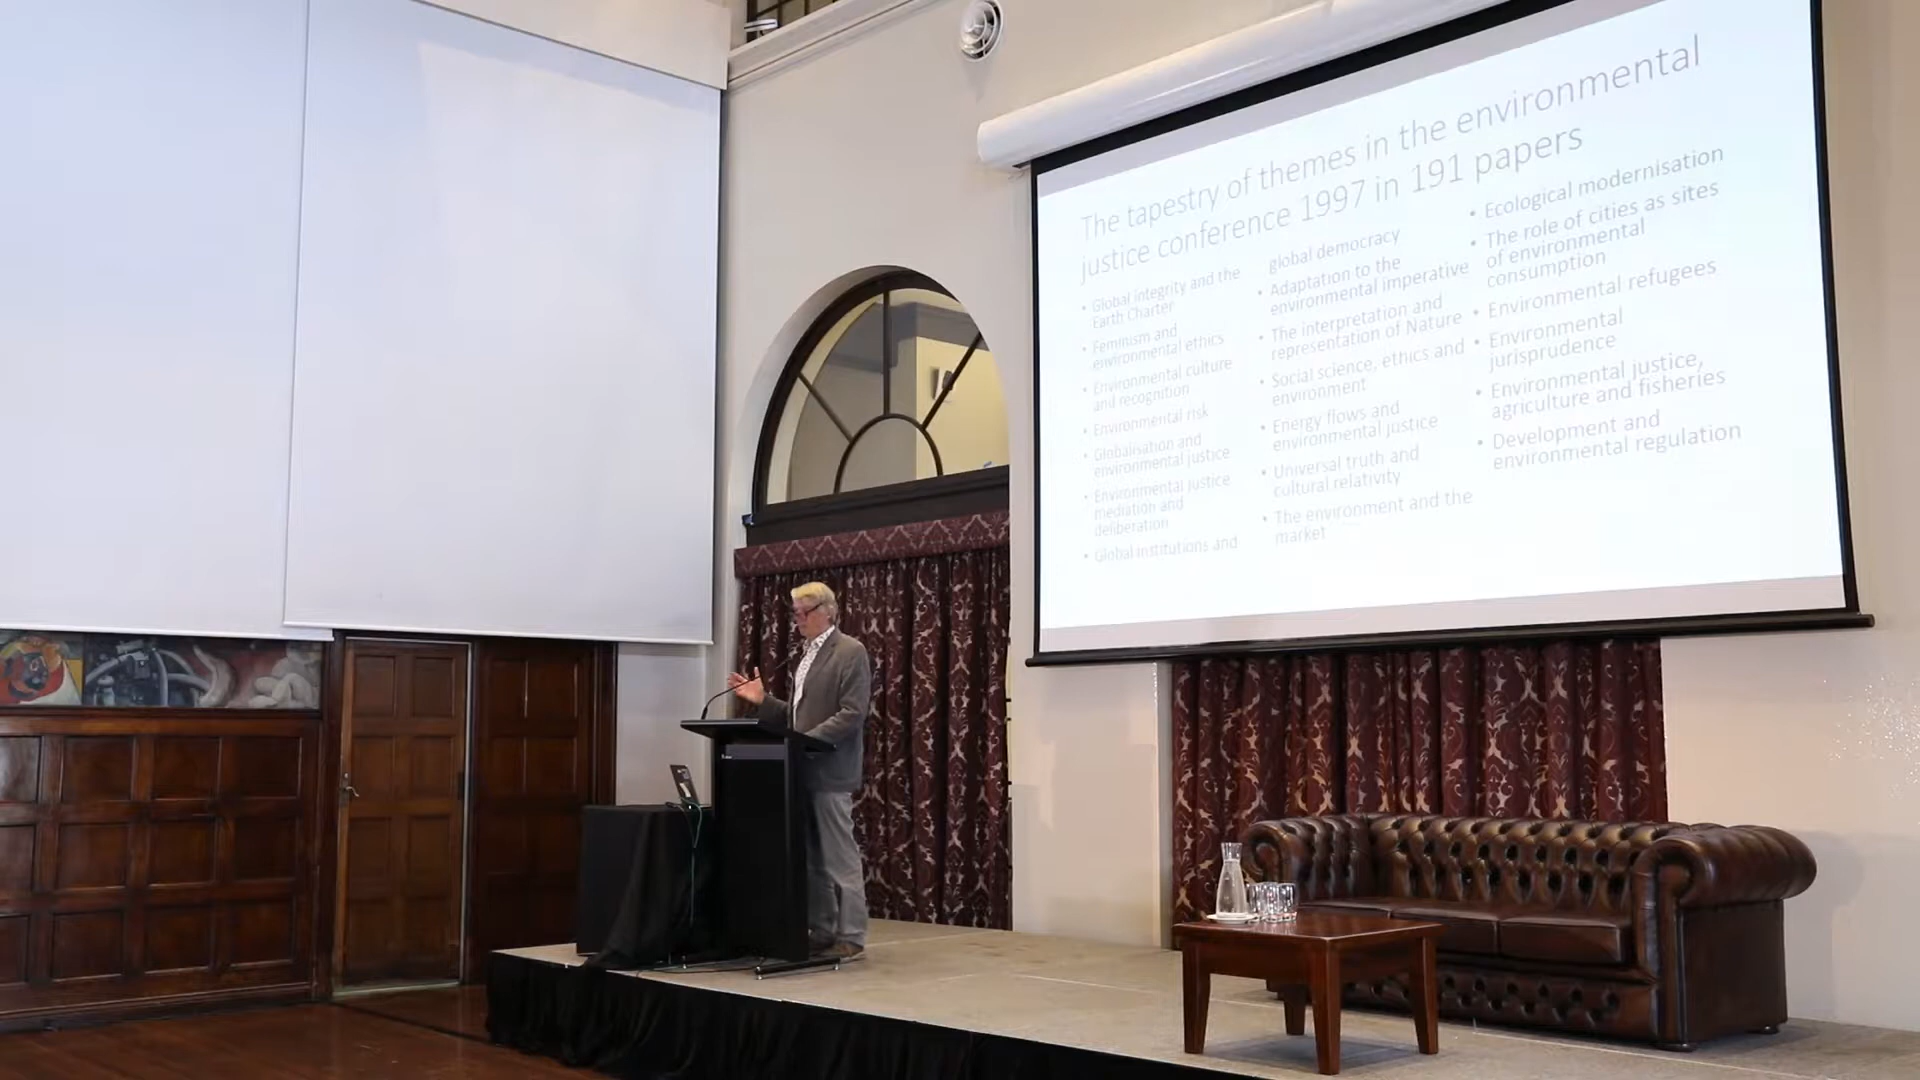 The tapestry of themes in the environmental
justice conference 1997 in 191 papers
• Global integrity and the
Earth Charter
• Feminism and
environmental ethics
• Environmental culture
and recognition
• Environmental risk
• Globalisation and
environmental justice
• Environmental justice
mediation and
deliberation
• Global institutions and
global democracy
• Adaptation to the
environmental imperative
• The interpretation and
representation of Nature
• Social science, ethics and
environment
• Energy flows and
environmental justice
• Universal truth and
cultural relativity
• The environment and the
market
• Ecological modernisation
• The role of cities as sites
of environmental
consumption
• Environmental refugees
• Environmental
jurisprudence
• Environmental justice,
agriculture and fisheries
• Development and
environmental regulation